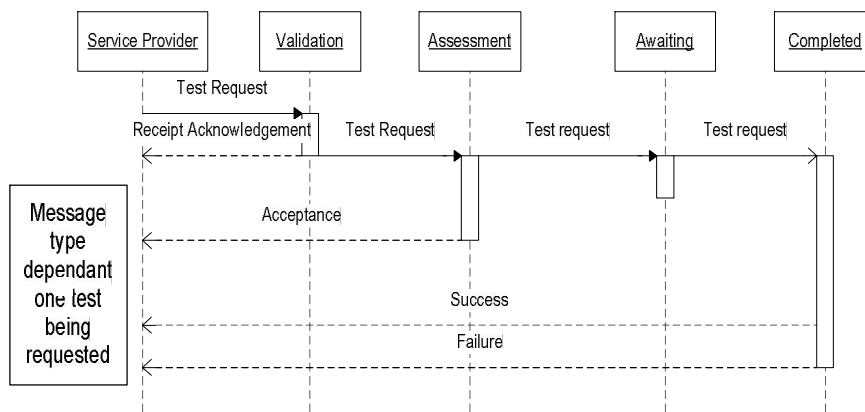 Service Provider
Validation
Assessment
Awaiting
Completed
Test Request
Receipt Acknowledgement
Test Request
Test request
Test request
Acceptance
Message
type
dependant
one test
being
requested
Success
Failure